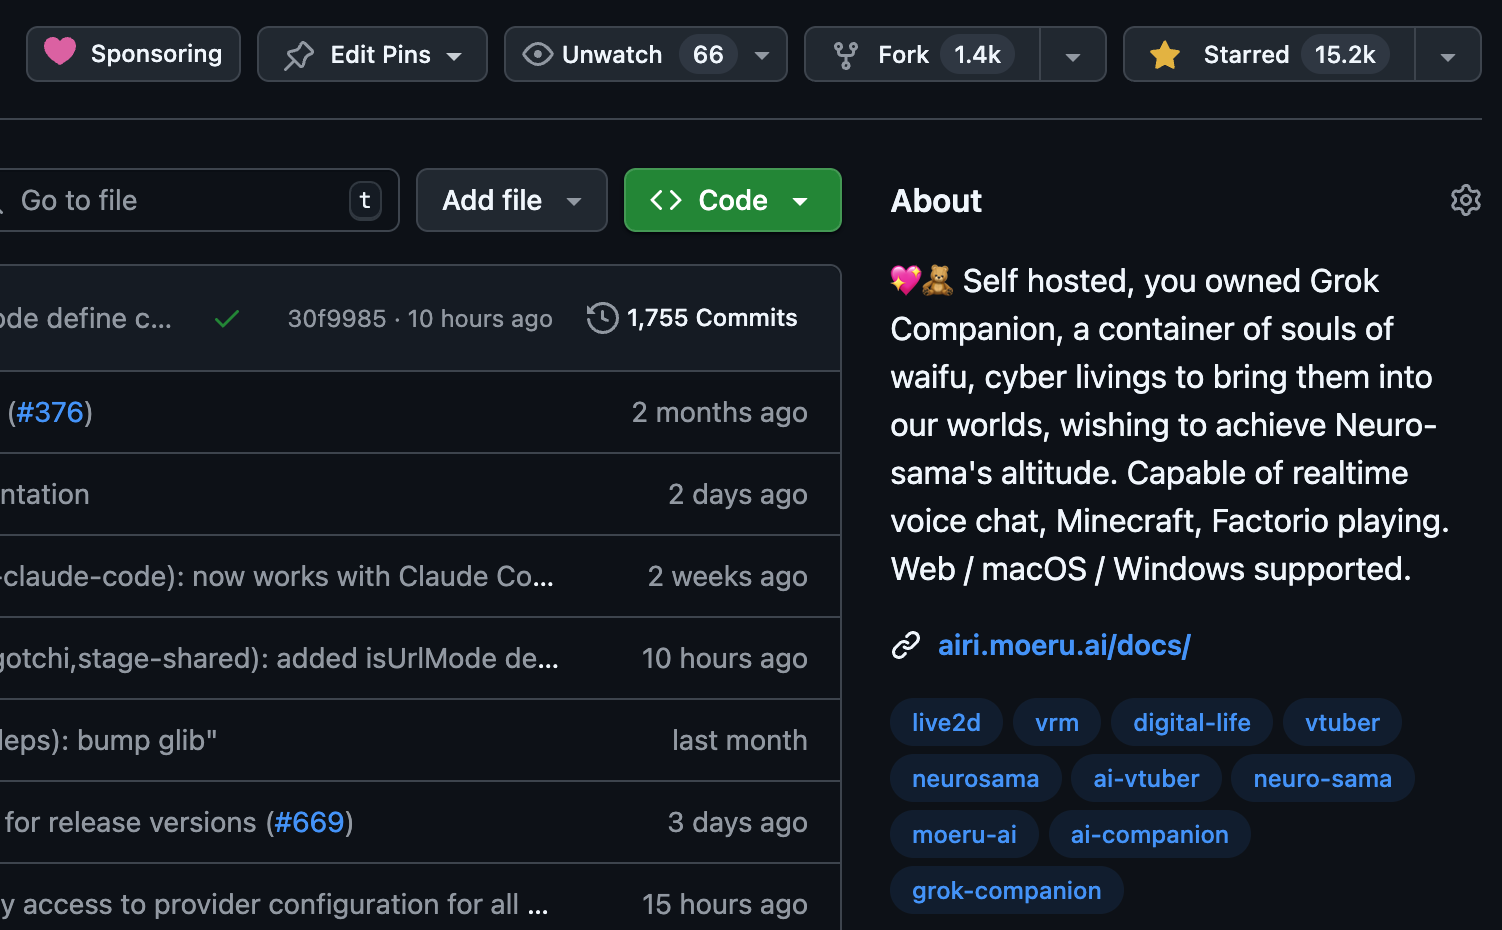 Sponsoring
Edit Pins
Unwatch 66
Fork 1.4k
Starred 15.2k
Go to file t
Add file
Code
ode define c...
30f9985 · 10 hours ago
1,755 Commits
(#376)
2 months ago
ntation
2 days ago
-claude-code): now works with Claude Co...
2 weeks ago
gotchi,stage-shared): added isUrlMode de...
10 hours ago
deps): bump glib"
last month
for release versions (#669)
3 days ago
y access to provider configuration for all ...
15 hours ago
About
💖🧸 Self hosted, you owned Grok
Companion, a container of souls of
waifu, cyber livings to bring them into
our worlds, wishing to achieve Neuro-
sama's altitude. Capable of realtime
voice chat, Minecraft, Factorio playing.
Web / macOS / Windows supported.
airi.moeru.ai/docs/
live2d vrm digital-life vtuber
neurosama ai-vtuber neuro-sama
moeru-ai ai-companion
grok-companion